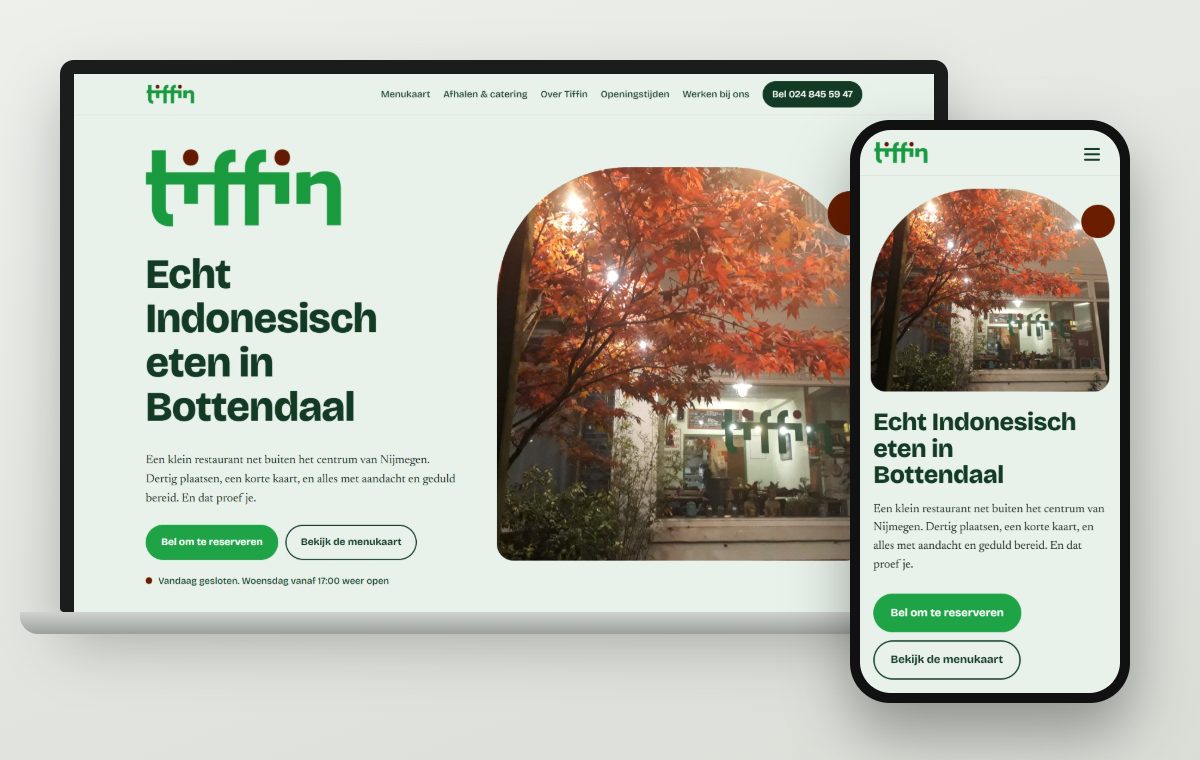 tiffin
Menukaart Afhalen & catering Over Tiffin Openingstijden Werken bij ons Bel 024 845 59 47
tiffin
Echt
Indonesisch
eten in
Bottendaal
Een klein restaurant net buiten het centrum van Nijmegen.
Dertig plaatsen, een korte kaart, en alles met aandacht en geduld
bereid. En dat proef je.
Bel om te reserveren
Bekijk de menukaart
Vandaag gesloten. Woensdag vanaf 17:00 weer open
tiffin
tiffin
tiffin
Echt Indonesisch
eten in
Bottendaal
Een klein restaurant net buiten het centrum van
Nijmegen. Dertig plaatsen, een korte kaart, en
alles met aandacht en geduld bereid. En dat
proef je.
Bel om te reserveren
Bekijk de menukaart